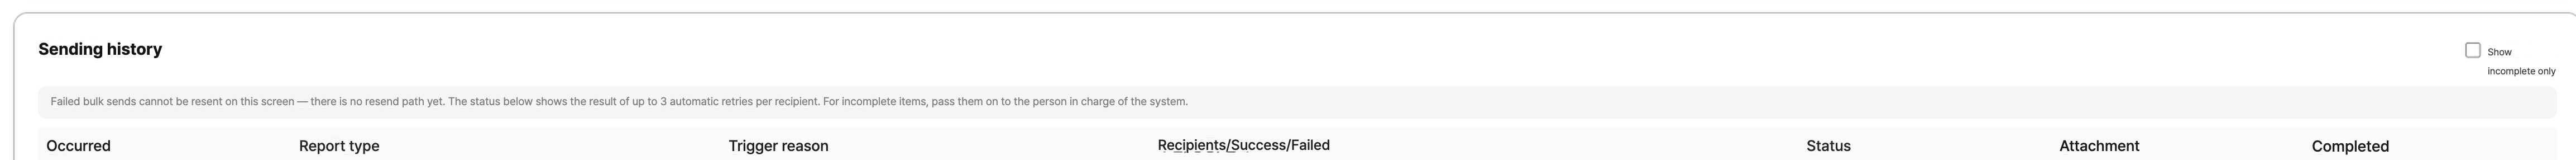 Sending history
Show
incomplete only
Failed bulk sends cannot be resent on this screen — there is no resend path yet. The status below shows the result of up to 3 automatic retries per recipient. For incomplete items, pass them on to the person in charge of the system.
Occurred Report type Trigger reason Recipients/Success/Failed Status Attachment Completed